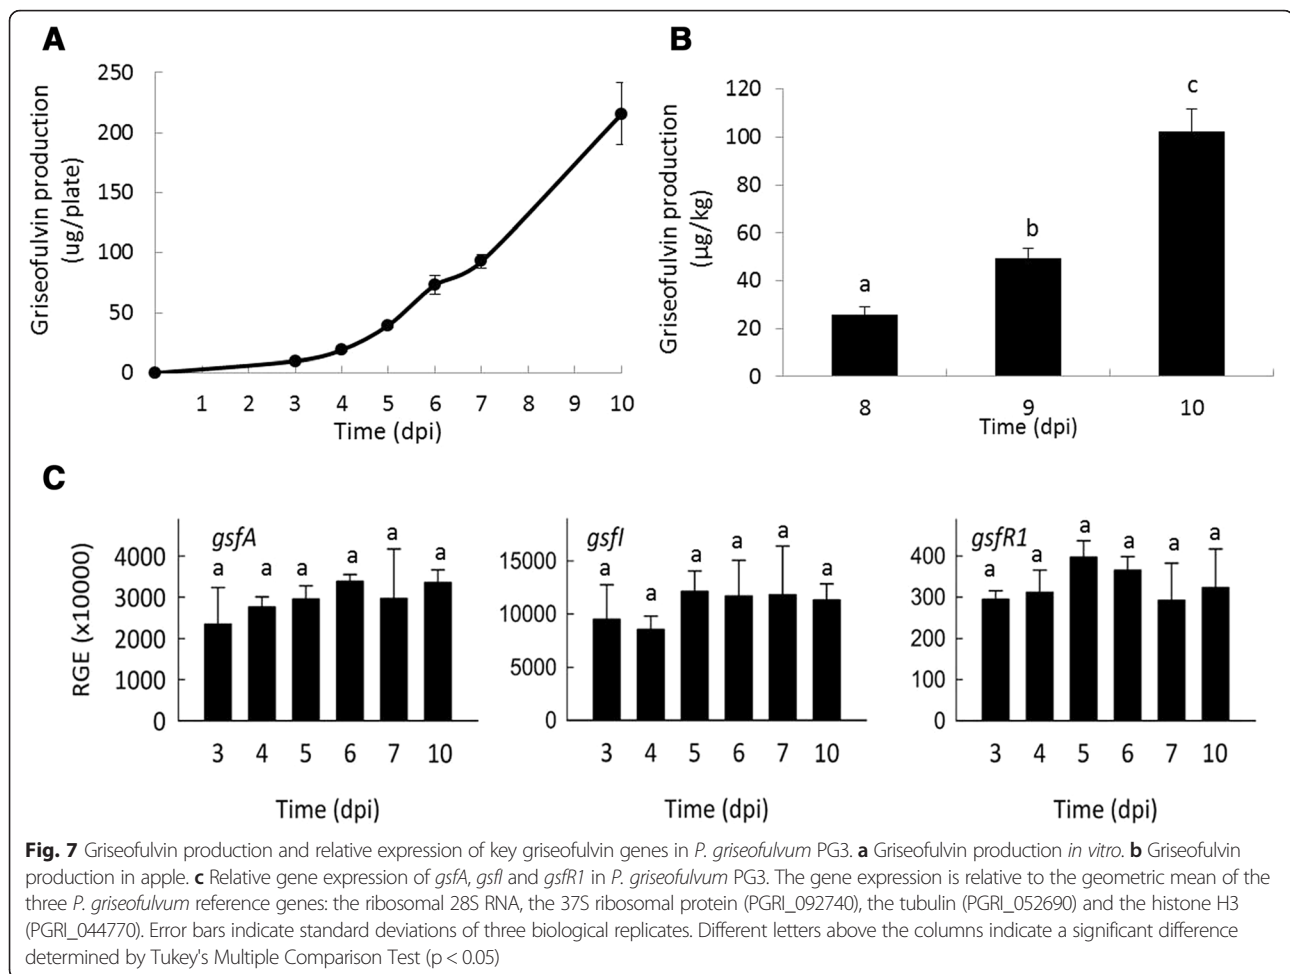 A
Griseofulvin production
(ug/plate)
250
200
150
100
50
0
1 2 3 4 5 6 7 8 9 10
Time (dpi)
B
Griseofulvin production
(µg/kg)
120
100
80
60
40
20
0
a
b
c
8 9 10
Time (dpi)
C
RGE (x10000)
gsfA
4000
3000
2000
1000
0
a a a a a a
3 4 5 6 7 10
Time (dpi)
gsfI
15000
10000
5000
0
a a a a a a
3 4 5 6 7 10
Time (dpi)
gsfR1
400
300
200
100
0
a a a a a a
3 4 5 6 7 10
Time (dpi)
Fig. 7 Griseofulvin production and relative expression of key griseofulvin genes in P. griseofulvum PG3. a Griseofulvin production in vitro. b Griseofulvin
production in apple. c Relative gene expression of gsfA, gsfI and gsfR1 in P. griseofulvum PG3. The gene expression is relative to the geometric mean of the
three P. griseofulvum reference genes: the ribosomal 28S RNA, the 37S ribosomal protein (PGRI_092740), the tubulin (PGRI_052690) and the histone H3
(PGRI_044770). Error bars indicate standard deviations of three biological replicates. Different letters above the columns indicate a significant difference
determined by Tukey's Multiple Comparison Test (p < 0.05)